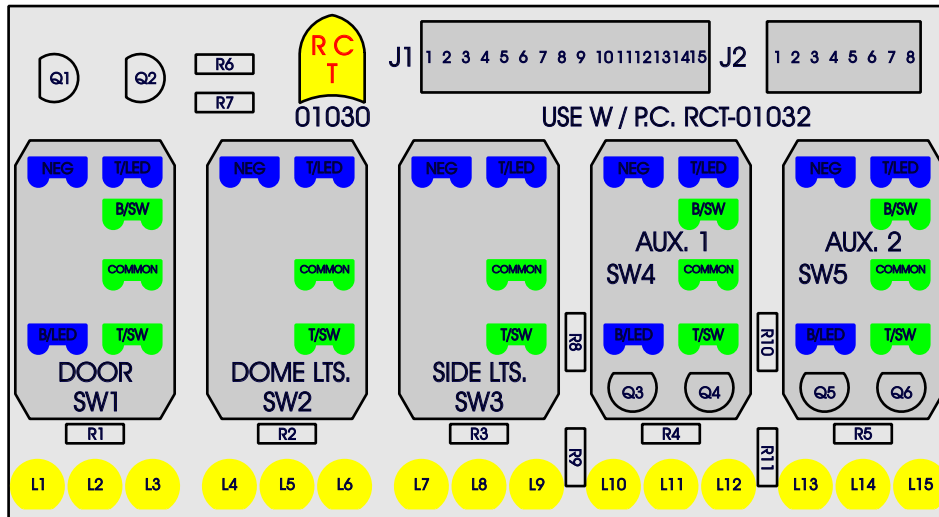 R C
T
01030
J1 1 2 3 4 5 6 7 8 9 10 11 12 13 14 15
J2 1 2 3 4 5 6 7 8
Q1
Q2
R6
R7
USE W / P.C. RCT-01032
NEG T/LED
B/SW
COMMON
B/LED T/SW
DOOR
SW1
NEG T/LED
COMMON
T/SW
DOME LTS.
SW2
NEG T/LED
COMMON
T/SW
SIDE LTS.
SW3
NEG T/LED
B/SW
AUX. 1
SW4 COMMON
B/LED T/SW
Q3 Q4
NEG T/LED
B/SW
AUX. 2
SW5 COMMON
B/LED T/SW
Q5 Q6
R8
R10
R1 R2 R3 R4 R5
R9
R11
L1 L2 L3 L4 L5 L6 L7 L8 L9 L10 L11 L12 L13 L14 L15